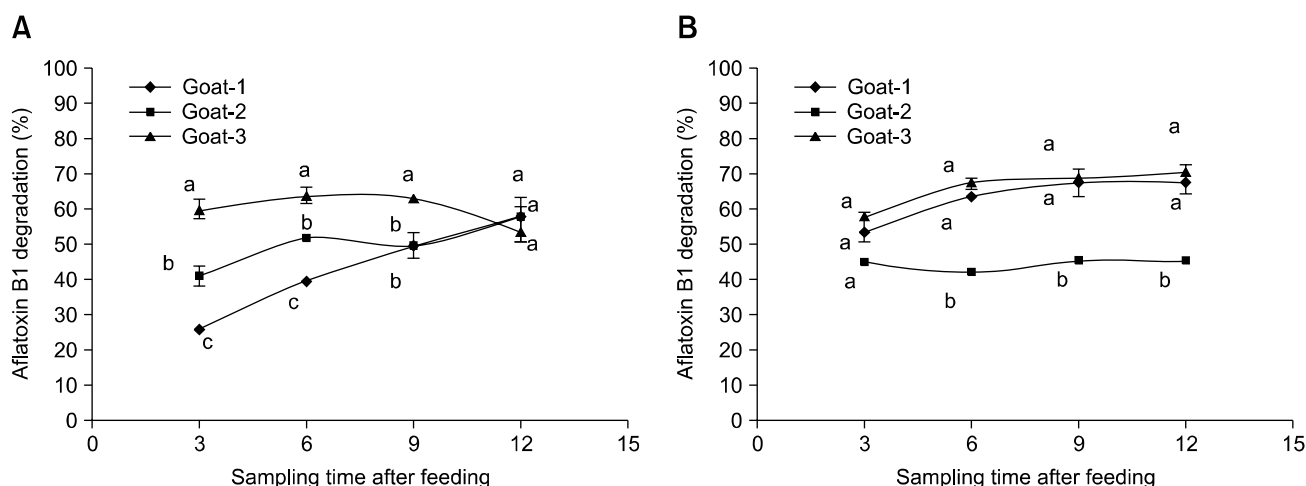 A
Aflatoxin B1 degradation (%)
100
90
80
70
60
50
40
30
20
10
0
Goat-1
Goat-2
Goat-3
a
a
a
a
b
b
b
a
a
c
c
b
0
3
6
9
12
15
Sampling time after feeding
B
Aflatoxin B1 degradation (%)
100
90
80
70
60
50
40
30
20
10
0
Goat-1
Goat-2
Goat-3
a
a
a
a
a
a
a
a
a
b
b
b
0
3
6
9
12
15
Sampling time after feeding